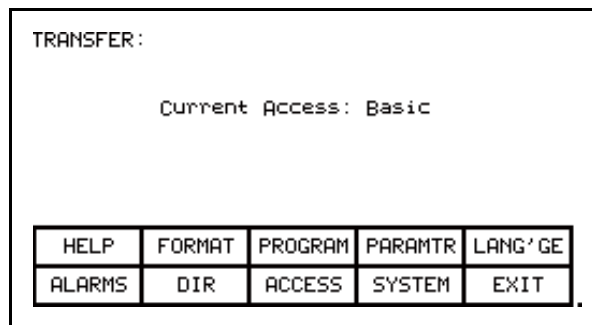 TRANSFER:
Current Access: Basic
HELP FORMAT PROGRAM PARAMTR LANG'GE
ALARMS DIR ACCESS SYSTEM EXIT
.